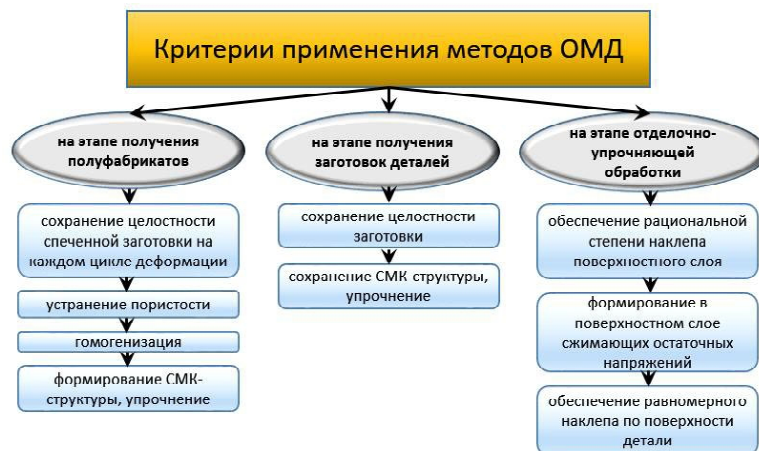 Критерии применения методов ОМД
на этапе получения
полуфабрикатов
сохранение целостности
спеченной заготовки на
каждом цикле деформации
устранение пористости
гомогенизация
формирование СМК-
структуры, упрочнение
на этапе получения
заготовок деталей
сохранение целостности
заготовки
сохранение СМК структуры,
упрочнение
на этапе отделочно-
упрочняющей
обработки
обеспечение рациональной
степени наклепа
поверхностного слоя
формирование в
поверхностном слое
сжимающих остаточных
напряжений
обеспечение равномерного
наклепа по поверхности
детали